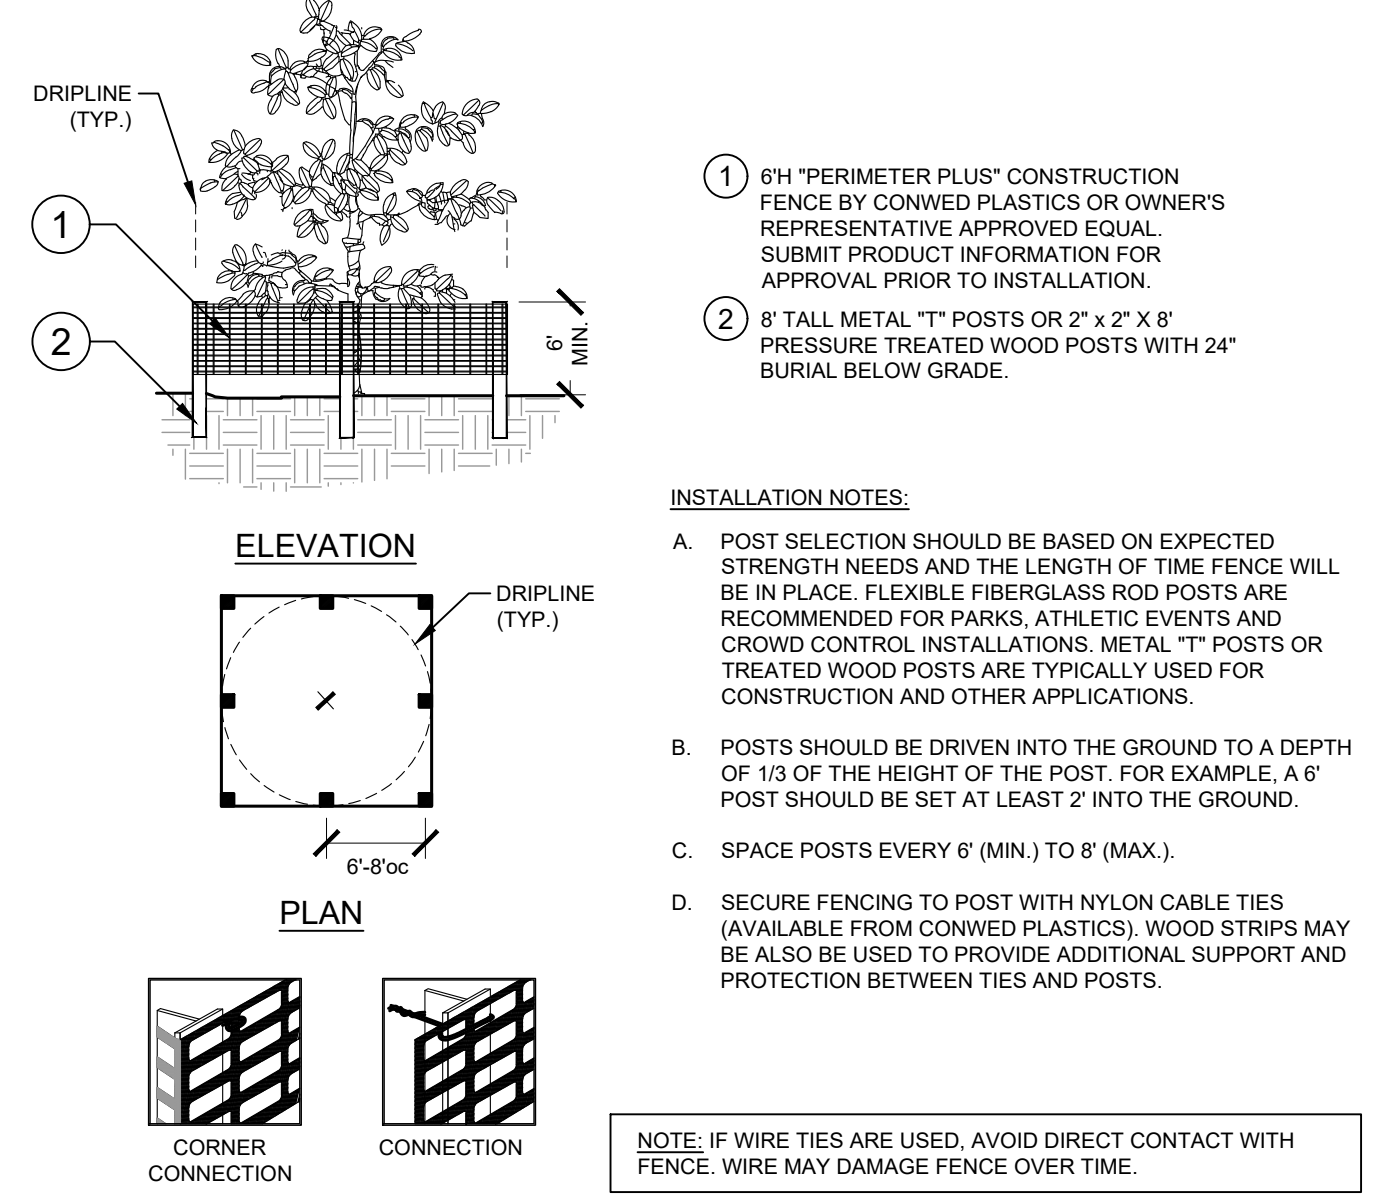 DRIPLINE
(TYP.)
1
2
6'
MIN.
ELEVATION
DRIPLINE
(TYP.)
6'-8'oc
PLAN
CORNER
CONNECTION
CONNECTION
1 6'H "PERIMETER PLUS" CONSTRUCTION
FENCE BY CONWED PLASTICS OR OWNER'S
REPRESENTATIVE APPROVED EQUAL.
SUBMIT PRODUCT INFORMATION FOR
APPROVAL PRIOR TO INSTALLATION.
2 8' TALL METAL "T" POSTS OR 2" x 2" X 8'
PRESSURE TREATED WOOD POSTS WITH 24"
BURIAL BELOW GRADE.
INSTALLATION NOTES:
A. POST SELECTION SHOULD BE BASED ON EXPECTED
STRENGTH NEEDS AND THE LENGTH OF TIME FENCE WILL
BE IN PLACE. FLEXIBLE FIBERGLASS ROD POSTS ARE
RECOMMENDED FOR PARKS, ATHLETIC EVENTS AND
CROWD CONTROL INSTALLATIONS. METAL "T" POSTS OR
TREATED WOOD POSTS ARE TYPICALLY USED FOR
CONSTRUCTION AND OTHER APPLICATIONS.
B. POSTS SHOULD BE DRIVEN INTO THE GROUND TO A DEPTH
OF 1/3 OF THE HEIGHT OF THE POST. FOR EXAMPLE, A 6'
POST SHOULD BE SET AT LEAST 2' INTO THE GROUND.
C. SPACE POSTS EVERY 6' (MIN.) TO 8' (MAX.).
D. SECURE FENCING TO POST WITH NYLON CABLE TIES
(AVAILABLE FROM CONWED PLASTICS). WOOD STRIPS MAY
BE ALSO BE USED TO PROVIDE ADDITIONAL SUPPORT AND
PROTECTION BETWEEN TIES AND POSTS.
NOTE: IF WIRE TIES ARE USED, AVOID DIRECT CONTACT WITH
FENCE. WIRE MAY DAMAGE FENCE OVER TIME.